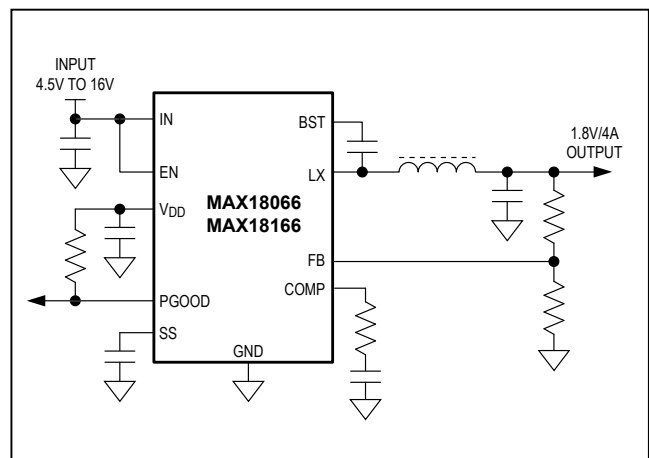 INPUT
4.5V TO 16V
IN
EN
VDD
PGOOD
SS
GND
MAX18066
MAX18166
BST
LX
FB
COMP
1.8V/4A
OUTPUT